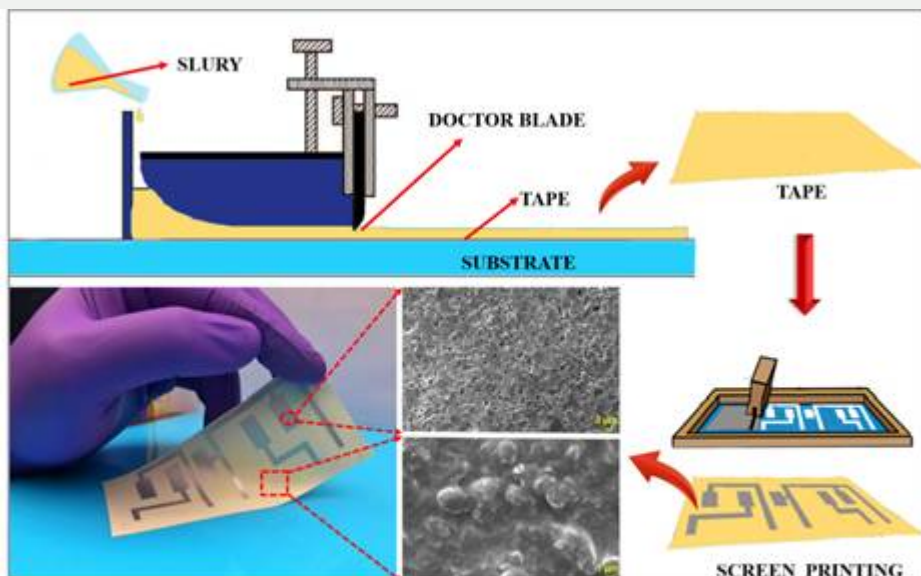 SLURY
DOCTOR BLADE
TAPE
TAPE
SUBSTRATE
SCREEN PRINTING